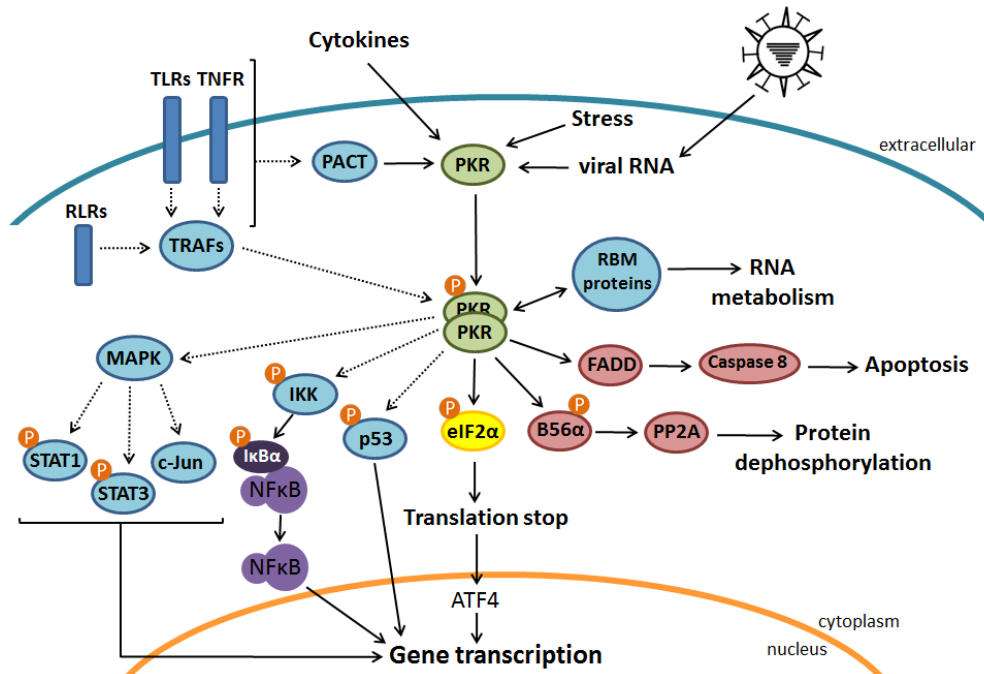 Cytokines
TLRs TNFR
Stress
extracellular
PACT
PKR
viral RNA
RLRs
TRAFs
RBM
proteins
RNA
metabolism
P
PKR
PKR
MAPK
FADD
Caspase 8
Apoptosis
P
IKK
P
STAT1
P
STAT3
c-Jun
P
IκBα
NFκB
P
p53
P
eIF2α
P
B56α
PP2A
Protein
dephosphorylation
Translation stop
NFκB
ATF4
cytoplasm
nucleus
Gene transcription